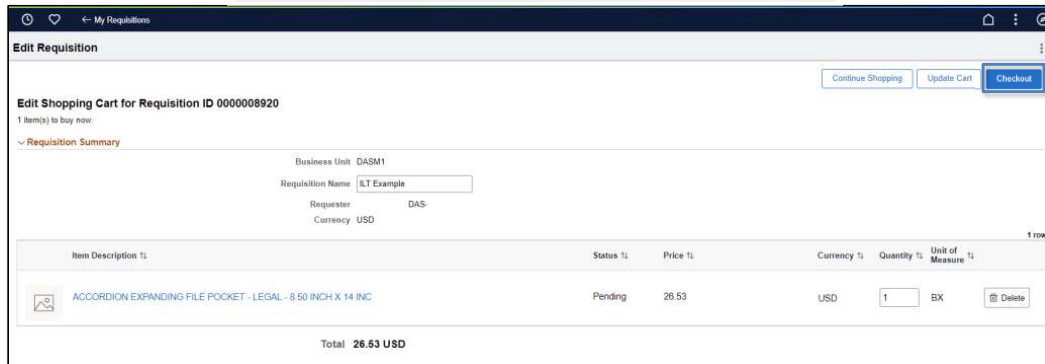 ← My Requisitions
Edit Requisition
Continue Shopping Update Cart Checkout
Edit Shopping Cart for Requisition ID 0000008920
1 item(s) to buy now.
Requisition Summary
Business Unit DASM1
Requisition Name ILT Example
Requester DAS-
Currency USD
1 row
Item Description Status Price Currency Quantity Unit of Measure
ACCORDION EXPANDING FILE POCKET - LEGAL - 8.50 INCH X 14 INC Pending 26.53 USD 1 BX Delete
Total 26.53 USD